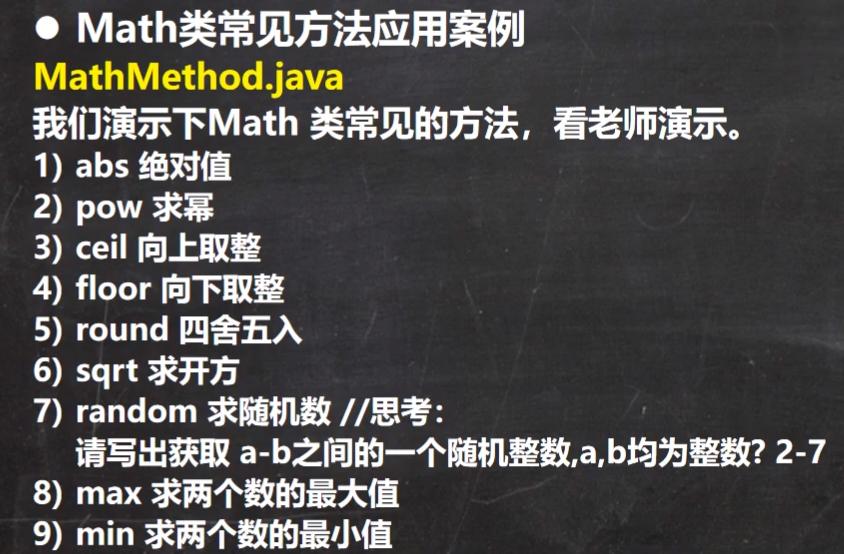 ● Math类常见方法应用案例
MathMethod.java
我们演示下Math 类常见的方法，看老师演示。
1) abs 绝对值
2) pow 求幂
3) ceil 向上取整
4) floor 向下取整
5) round 四舍五入
6) sqrt 求开方
7) random 求随机数 //思考：
请写出获取 a-b之间的一个随机整数,a,b均为整数? 2-7
8) max 求两个数的最大值
9) min 求两个数的最小值